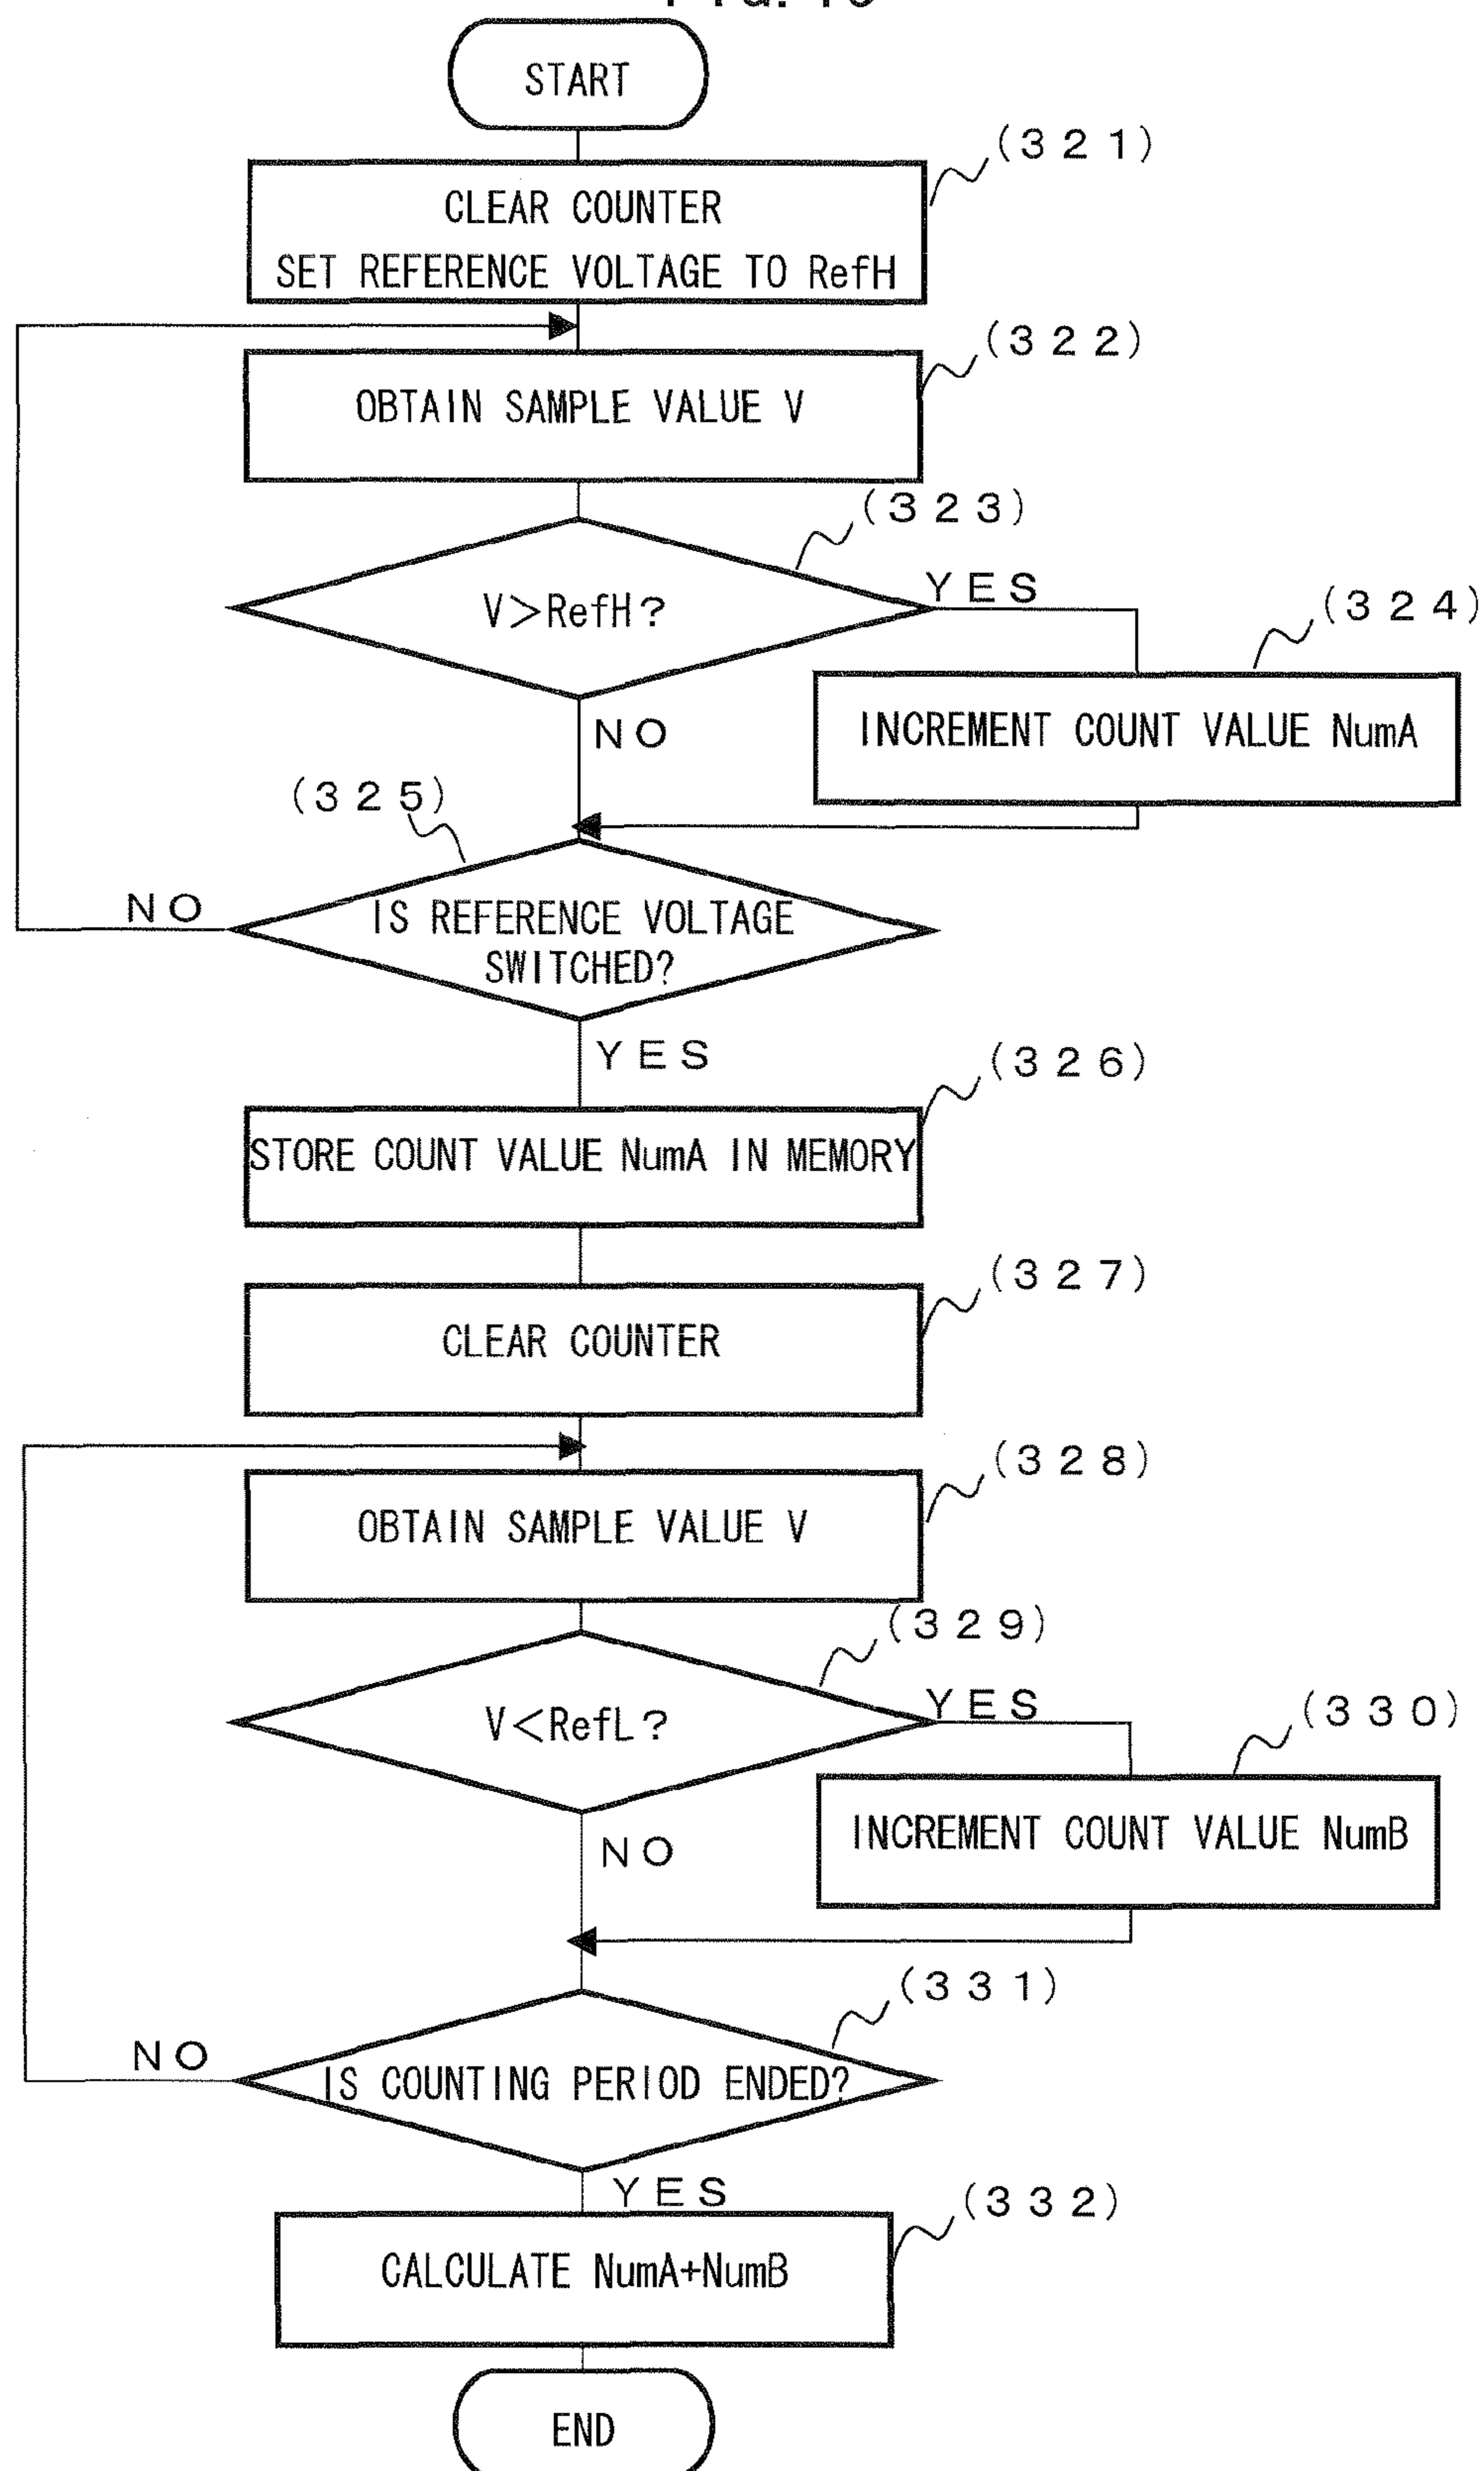 START
(321)
CLEAR COUNTER
SET REFERENCE VOLTAGE TO RefH
(322)
OBTAIN SAMPLE VALUE V
(323)
V>RefH?
YES
(324)
INCREMENT COUNT VALUE NumA
NO
(325)
IS REFERENCE VOLTAGE
SWITCHED?
NO
YES
(326)
STORE COUNT VALUE NumA IN MEMORY
(327)
CLEAR COUNTER
(328)
OBTAIN SAMPLE VALUE V
(329)
V<RefL?
YES
(330)
INCREMENT COUNT VALUE NumB
NO
(331)
IS COUNTING PERIOD ENDED?
NO
YES
(332)
CALCULATE NumA+NumB
END